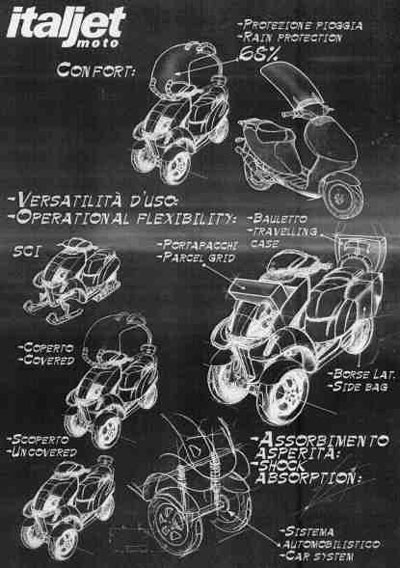 italjet
moto
-PROTEZIONE PIOGGIA
-RAIN PROTECTION
CONFORT:
68%
-VERSATILITÀ D'USO:
-OPERATIONAL FLEXIBILITY:
-BAULETTO
-TRAVELLING
CASE
-PORTAPACCHI
-PARCEL GRID
SCI
-COPERTO
-COVERED
-BORSE LAT.
-SIDE BAG
-SCOPERTO
-UNCOVERED
-ASSORBIMENTO
ASPERITÀ:
-SHOCK
ABSORPTION:
-SISTEMA
AUTOMOBILISTICO
-CAR SYSTEM